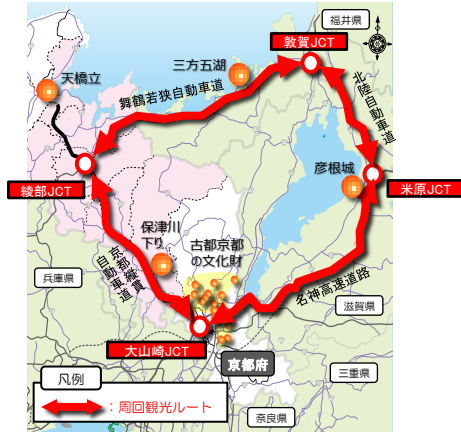 福井県
敦賀JCT
三方五湖
天橋立
舞鶴若狭自動車道
北陸自動車道
彦根城
綾部JCT
米原JCT
保津川
下り
古都京都
の文化財
京都縦貫
自動車道
兵庫県
名神高速道路
滋賀県
大山崎JCT
京都府
三重県
凡例
：周回観光ルート
奈良県